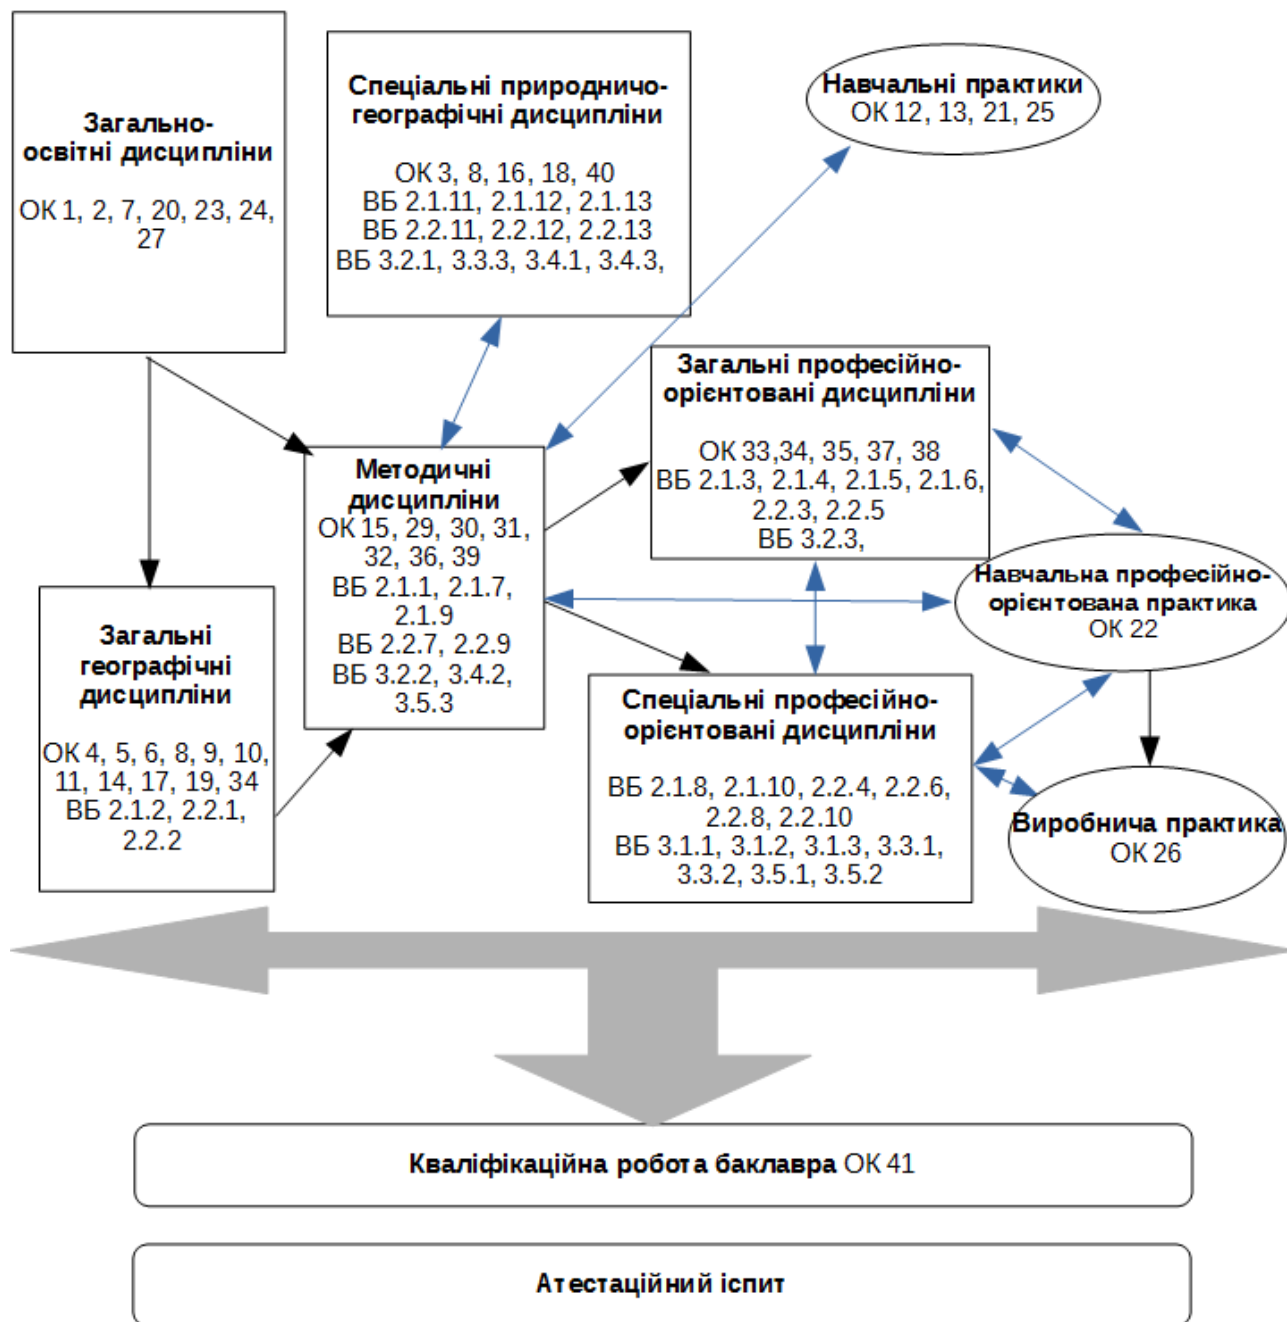 Загально-
освітні дисципліни
ОК 1, 2, 7, 20, 23, 24,
27
Спеціальні природничо-
географічні дисципліни
ОК 3, 8, 16, 18, 40
ВБ 2.1.11, 2.1.12, 2.1.13
ВБ 2.2.11, 2.2.12, 2.2.13
ВБ 3.2.1, 3.3.3, 3.4.1, 3.4.3,
Навчальні практики
ОК 12, 13, 21, 25
Загальні професійно-
орієнтовані дисципліни
ОК 33,34, 35, 37, 38
ВБ 2.1.3, 2.1.4, 2.1.5, 2.1.6,
2.2.3, 2.2.5
ВБ 3.2.3,
Методичні
дисципліни
ОК 15, 29, 30, 31,
32, 36, 39
ВБ 2.1.1, 2.1.7,
2.1.9
ВБ 2.2.7, 2.2.9
ВБ 3.2.2, 3.4.2,
3.5.3
Навчальна професійно-
орієнтована практика
ОК 22
Загальні
географічні
дисципліни
ОК 4, 5, 6, 8, 9, 10,
11, 14, 17, 19, 34
ВБ 2.1.2, 2.2.1,
2.2.2
Спеціальні професійно-
орієнтовані дисципліни
ВБ 2.1.8, 2.1.10, 2.2.4, 2.2.6,
2.2.8, 2.2.10
ВБ 3.1.1, 3.1.2, 3.1.3, 3.3.1,
3.3.2, 3.5.1, 3.5.2
Виробнича практика
ОК 26
Кваліфікаційна робота баклавра ОК 41
Атестаційний іспит